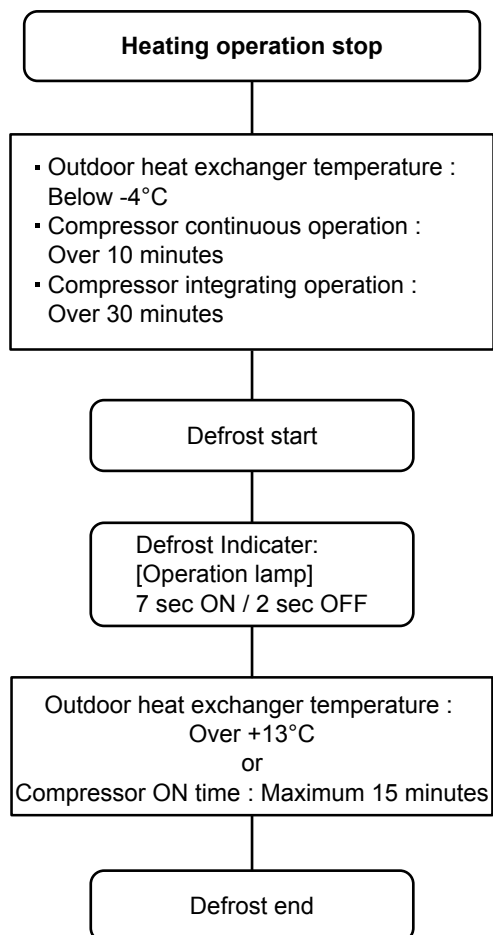 Heating operation stop
▪ Outdoor heat exchanger temperature :
Below -4°C
▪ Compressor continuous operation :
Over 10 minutes
▪ Compressor integrating operation :
Over 30 minutes
Defrost start
Defrost Indicater:
[Operation lamp]
7 sec ON / 2 sec OFF
Outdoor heat exchanger temperature :
Over +13°C
or
Compressor ON time : Maximum 15 minutes
Defrost end